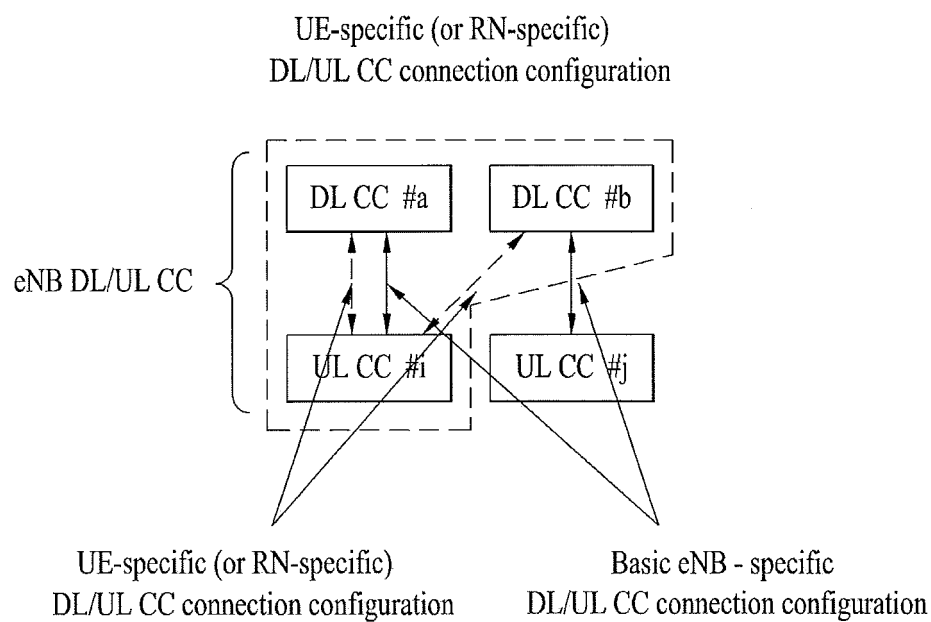 UE-specific (or RN-specific)
DL/UL CC connection configuration
DL CC #a
DL CC #b
eNB DL/UL CC
UL CC #i
UL CC #j
UE-specific (or RN-specific)
DL/UL CC connection configuration
Basic eNB - specific
DL/UL CC connection configuration